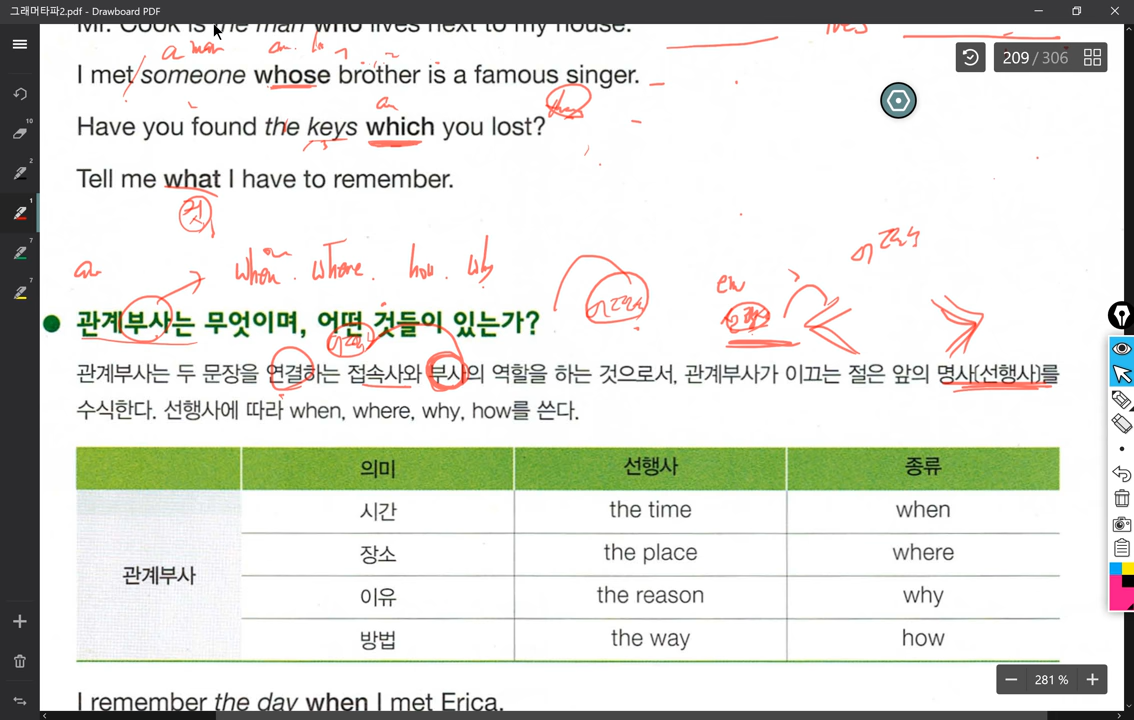 그래머타파2.pdf - Drawboard PDF
Mr. Cook is the man who lives next to my house.
I met someone whose brother is a famous singer.
Have you found the keys which you lost?
Tell me what I have to remember.
것
when. where. how. why
관계부사는 무엇이며, 어떤 것들이 있는가?
관계부사는 두 문장을 연결하는 접속사와 부사의 역할을 하는 것으로서, 관계부사가 이끄는 절은 앞의 명사(선행사)를
수식한다. 선행사에 따라 when, where, why, how를 쓴다.
의미 선행사 종류
관계부사
시간 the time when
장소 the place where
이유 the reason why
방법 the way how
I remember the day when I met Erica.
209 / 306
281 %
10
2
1
7
7